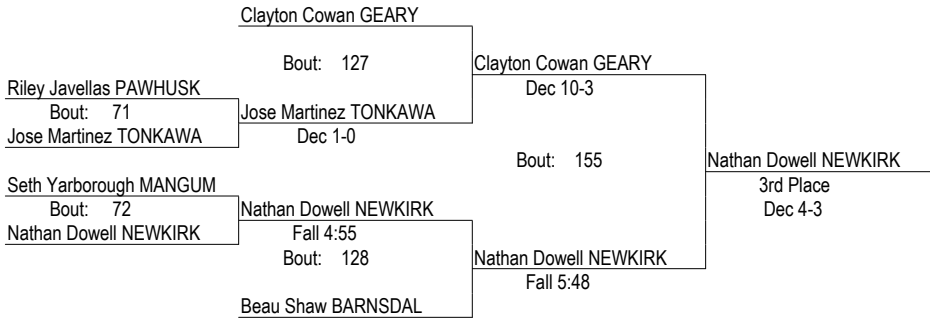 Clayton Cowan GEARY
Bout: 127
Clayton Cowan GEARY
Dec 10-3
Riley Javellas PAWHUSK
Bout: 71
Jose Martinez TONKAWA
Jose Martinez TONKAWA
Dec 1-0
Bout: 155
Nathan Dowell NEWKIRK
3rd Place
Dec 4-3
Seth Yarborough MANGUM
Bout: 72
Nathan Dowell NEWKIRK
Nathan Dowell NEWKIRK
Fall 4:55
Bout: 128
Nathan Dowell NEWKIRK
Fall 5:48
Beau Shaw BARNSDAL